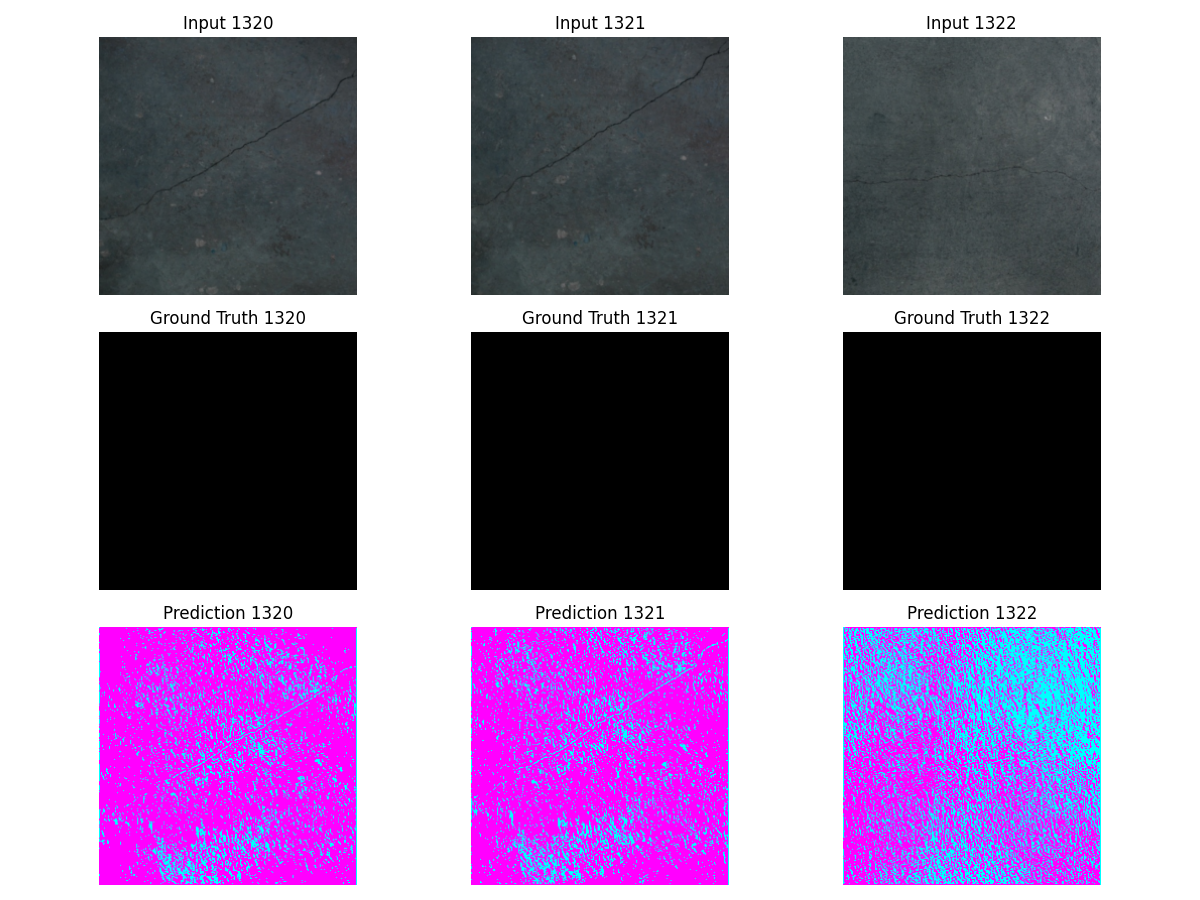 Input 1320
Input 1321
Input 1322
Ground Truth 1320
Ground Truth 1321
Ground Truth 1322
Prediction 1320
Prediction 1321
Prediction 1322